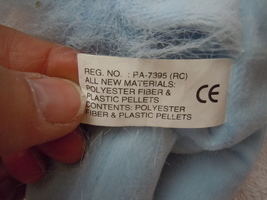 REG. NO. : PA-7395 (RC)
ALL NEW MATERIALS:
POLYESTER FIBER &
PLASTIC PELLETS
CONTENTS: POLYESTER
FIBER & PLASTIC PELLETS
CE